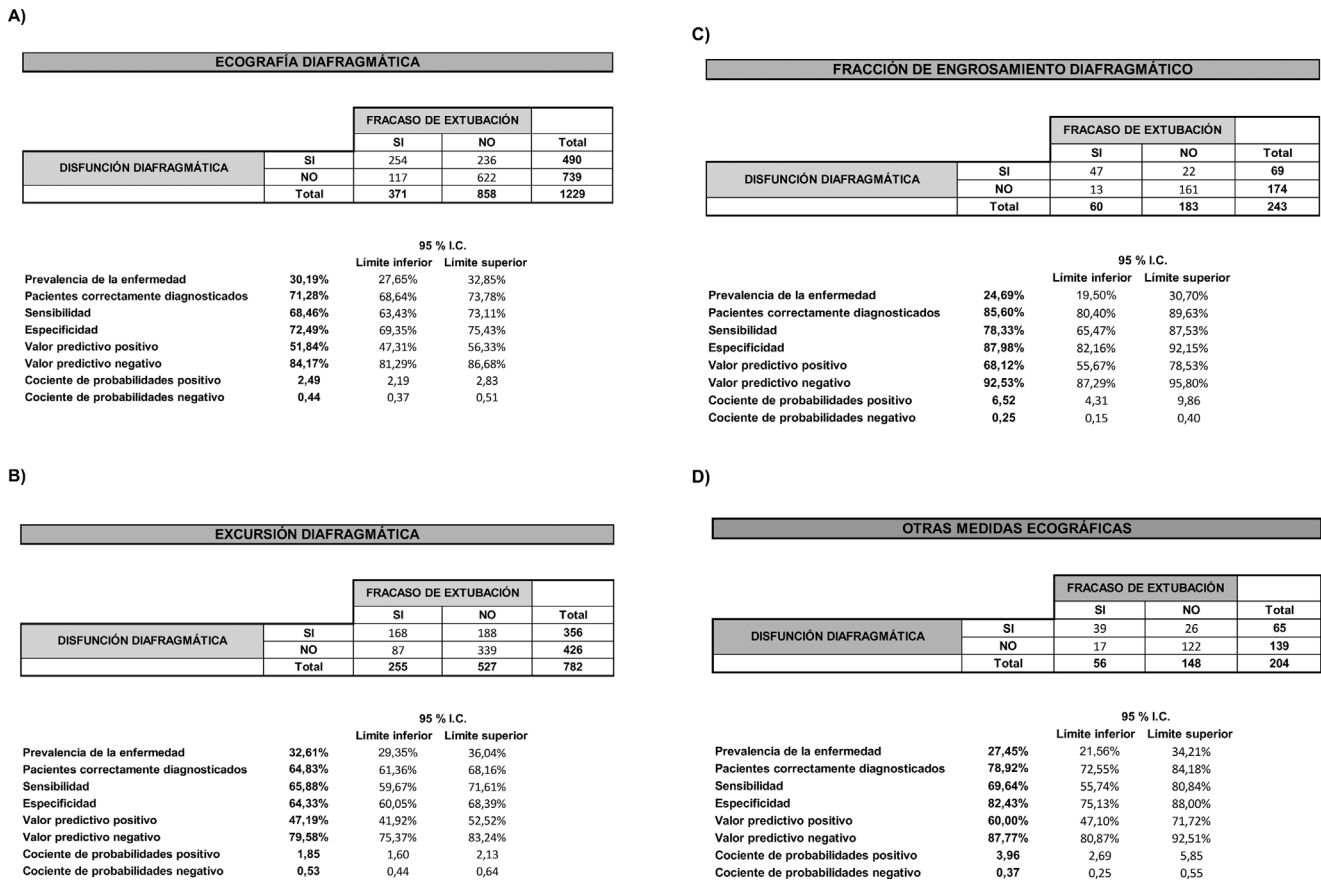 A)
ECOGRAFÍA DIAFRAGMÁTICA
FRACASO DE EXTUBACIÓN
SI NO Total
DISFUNCIÓN DIAFRAGMÁTICA SI 254 236 490
NO 117 622 739
Total 371 858 1229
95 % I.C.
Límite inferior Límite superior
Prevalencia de la enfermedad 30,19% 27,65% 32,85%
Pacientes correctamente diagnosticados 71,28% 68,64% 73,78%
Sensibilidad 68,46% 63,43% 73,11%
Especificidad 72,49% 69,35% 75,43%
Valor predictivo positivo 51,84% 47,31% 56,33%
Valor predictivo negativo 84,17% 81,29% 86,68%
Cociente de probabilidades positivo 2,49 2,19 2,83
Cociente de probabilidades negativo 0,44 0,37 0,51
B)
EXCURSIÓN DIAFRAGMÁTICA
FRACASO DE EXTUBACIÓN
SI NO Total
DISFUNCIÓN DIAFRAGMÁTICA SI 168 188 356
NO 87 339 426
Total 255 527 782
95 % I.C.
Límite inferior Límite superior
Prevalencia de la enfermedad 32,61% 29,35% 36,04%
Pacientes correctamente diagnosticados 64,83% 61,36% 68,16%
Sensibilidad 65,88% 59,67% 71,61%
Especificidad 64,33% 60,05% 68,39%
Valor predictivo positivo 47,19% 41,92% 52,52%
Valor predictivo negativo 79,58% 75,37% 83,24%
Cociente de probabilidades positivo 1,85 1,60 2,13
Cociente de probabilidades negativo 0,53 0,44 0,64
C)
FRACCIÓN DE ENGROSAMIENTO DIAFRAGMÁTICO
FRACASO DE EXTUBACIÓN
SI NO Total
DISFUNCIÓN DIAFRAGMÁTICA SI 47 22 69
NO 13 161 174
Total 60 183 243
95 % I.C.
Límite inferior Límite superior
Prevalencia de la enfermedad 24,69% 19,50% 30,70%
Pacientes correctamente diagnosticados 85,60% 80,40% 89,63%
Sensibilidad 78,33% 65,47% 87,53%
Especificidad 87,98% 82,16% 92,15%
Valor predictivo positivo 68,12% 55,67% 78,53%
Valor predictivo negativo 92,53% 87,29% 95,80%
Cociente de probabilidades positivo 6,52 4,31 9,86
Cociente de probabilidades negativo 0,25 0,15 0,40
D)
OTRAS MEDIDAS ECOGRÁFICAS
FRACASO DE EXTUBACIÓN
SI NO Total
DISFUNCIÓN DIAFRAGMÁTICA SI 39 26 65
NO 17 122 139
Total 56 148 204
95 % I.C.
Límite inferior Límite superior
Prevalencia de la enfermedad 27,45% 21,56% 34,21%
Pacientes correctamente diagnosticados 78,92% 72,55% 84,18%
Sensibilidad 69,64% 55,74% 80,84%
Especificidad 82,43% 75,13% 88,00%
Valor predictivo positivo 60,00% 47,10% 71,72%
Valor predictivo negativo 87,77% 80,87% 92,51%
Cociente de probabilidades positivo 3,96 2,69 5,85
Cociente de probabilidades negativo 0,37 0,25 0,55